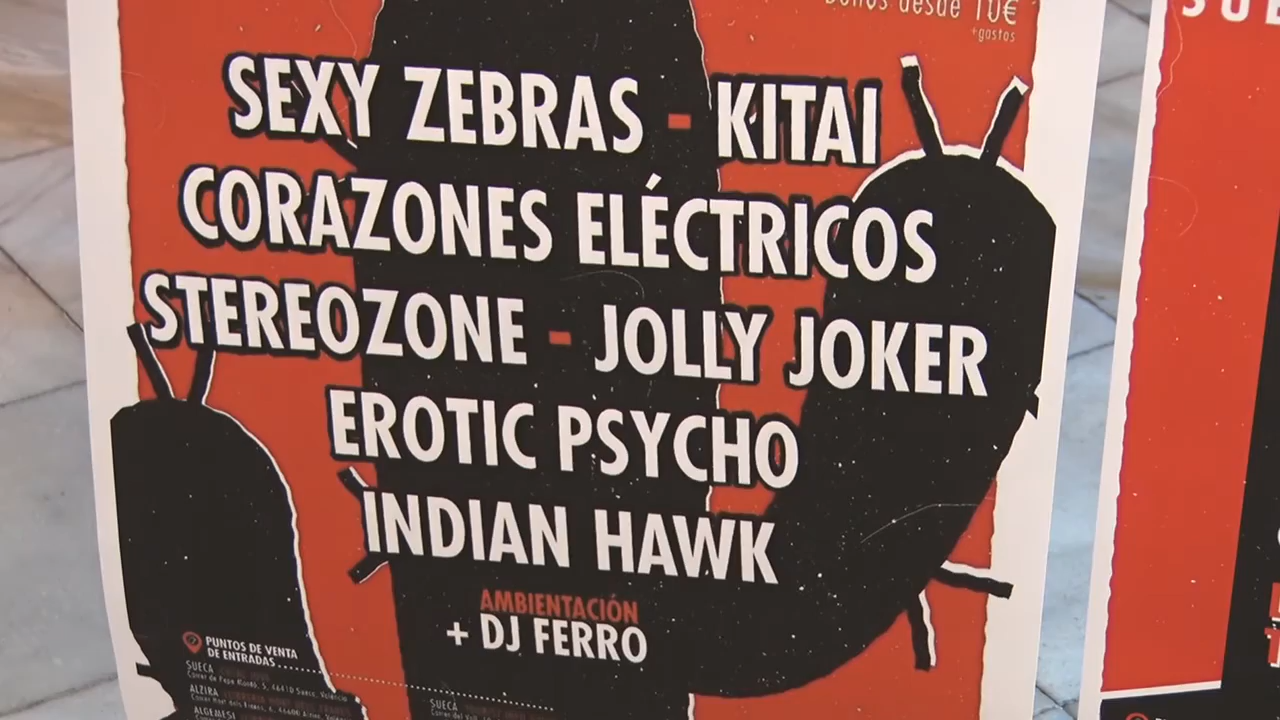 desde 10€
+gastos
SEXY ZEBRAS - KITAI
CORAZONES ELÉCTRICOS
STEREOZONE - JOLLY JOKER
EROTIC PSYCHO
INDIAN HAWK
AMBIENTACIÓN
+ DJ FERRO
PUNTOS DE VENTA
DE ENTRADAS
SUECA
SUECA
ALZIRA
ALGEMESI